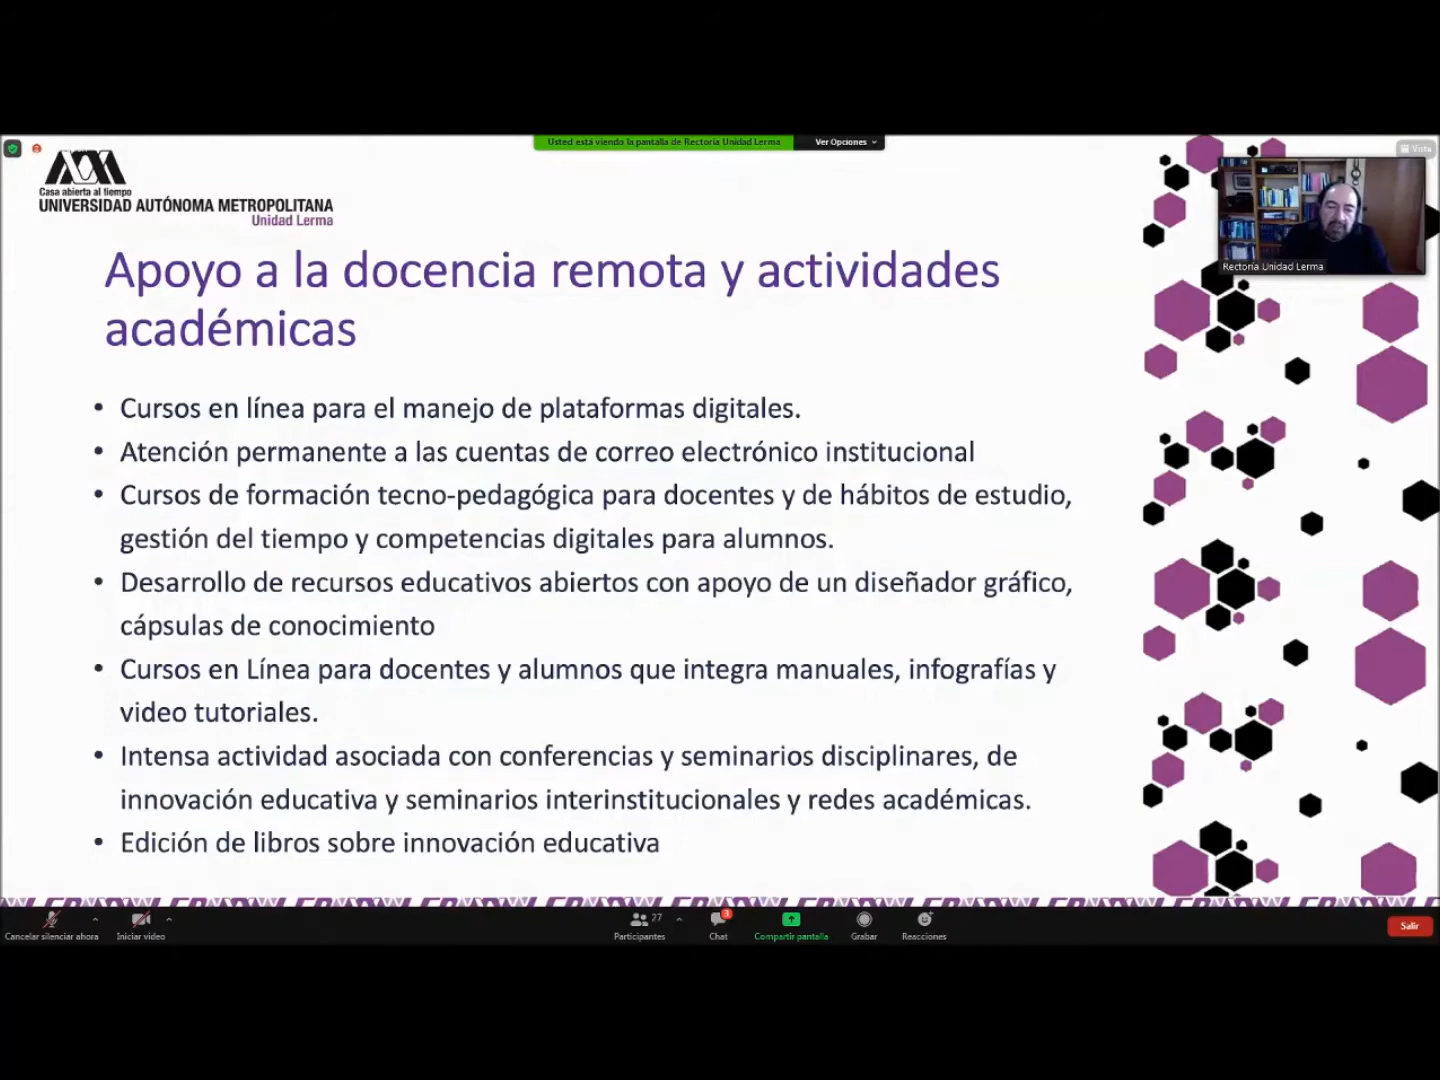 Usted está viendo la pantalla de Rectoría Unidad Lerma
Ver Opciones
Vista
Casa abierta al tiempo
UNIVERSIDAD AUTÓNOMA METROPOLITANA
Unidad Lerma
Rectoría Unidad Lerma
Apoyo a la docencia remota y actividades
académicas
• Cursos en línea para el manejo de plataformas digitales.
• Atención permanente a las cuentas de correo electrónico institucional
• Cursos de formación tecno-pedagógica para docentes y de hábitos de estudio,
gestión del tiempo y competencias digitales para alumnos.
• Desarrollo de recursos educativos abiertos con apoyo de un diseñador gráfico,
cápsulas de conocimiento
• Cursos en Línea para docentes y alumnos que integra manuales, infografías y
video tutoriales.
• Intensa actividad asociada con conferencias y seminarios disciplinares, de
innovación educativa y seminarios interinstitucionales y redes académicas.
• Edición de libros sobre innovación educativa
Cancelar silenciar ahora
Iniciar video
27
Participantes
3
Chat
Compartir pantalla
Grabar
Reacciones
Salir